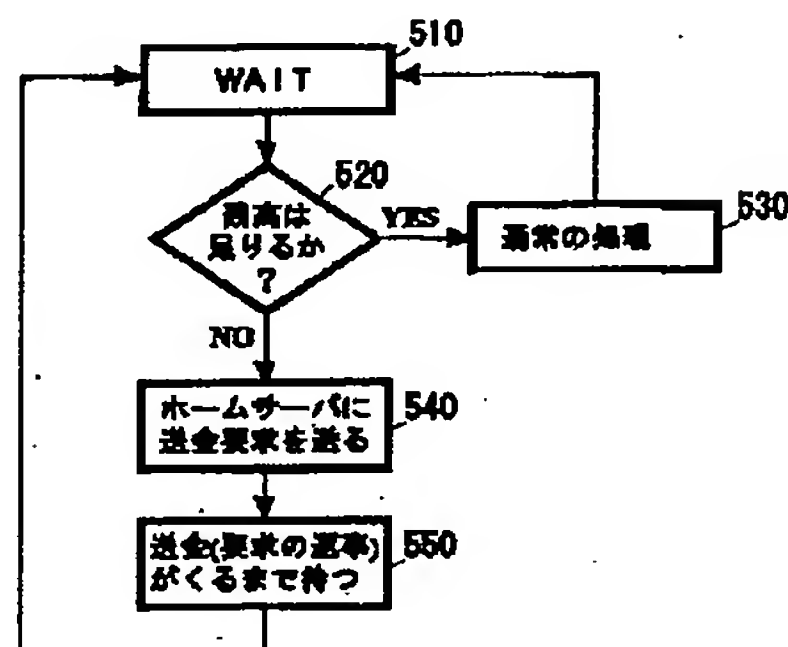 510
WAIT
520
残高は
足りるか
?
YES
530
通常の処理
NO
ホームサーバに
送金要求を送る
540
送金(要求の返事)
がくるまで待つ
550